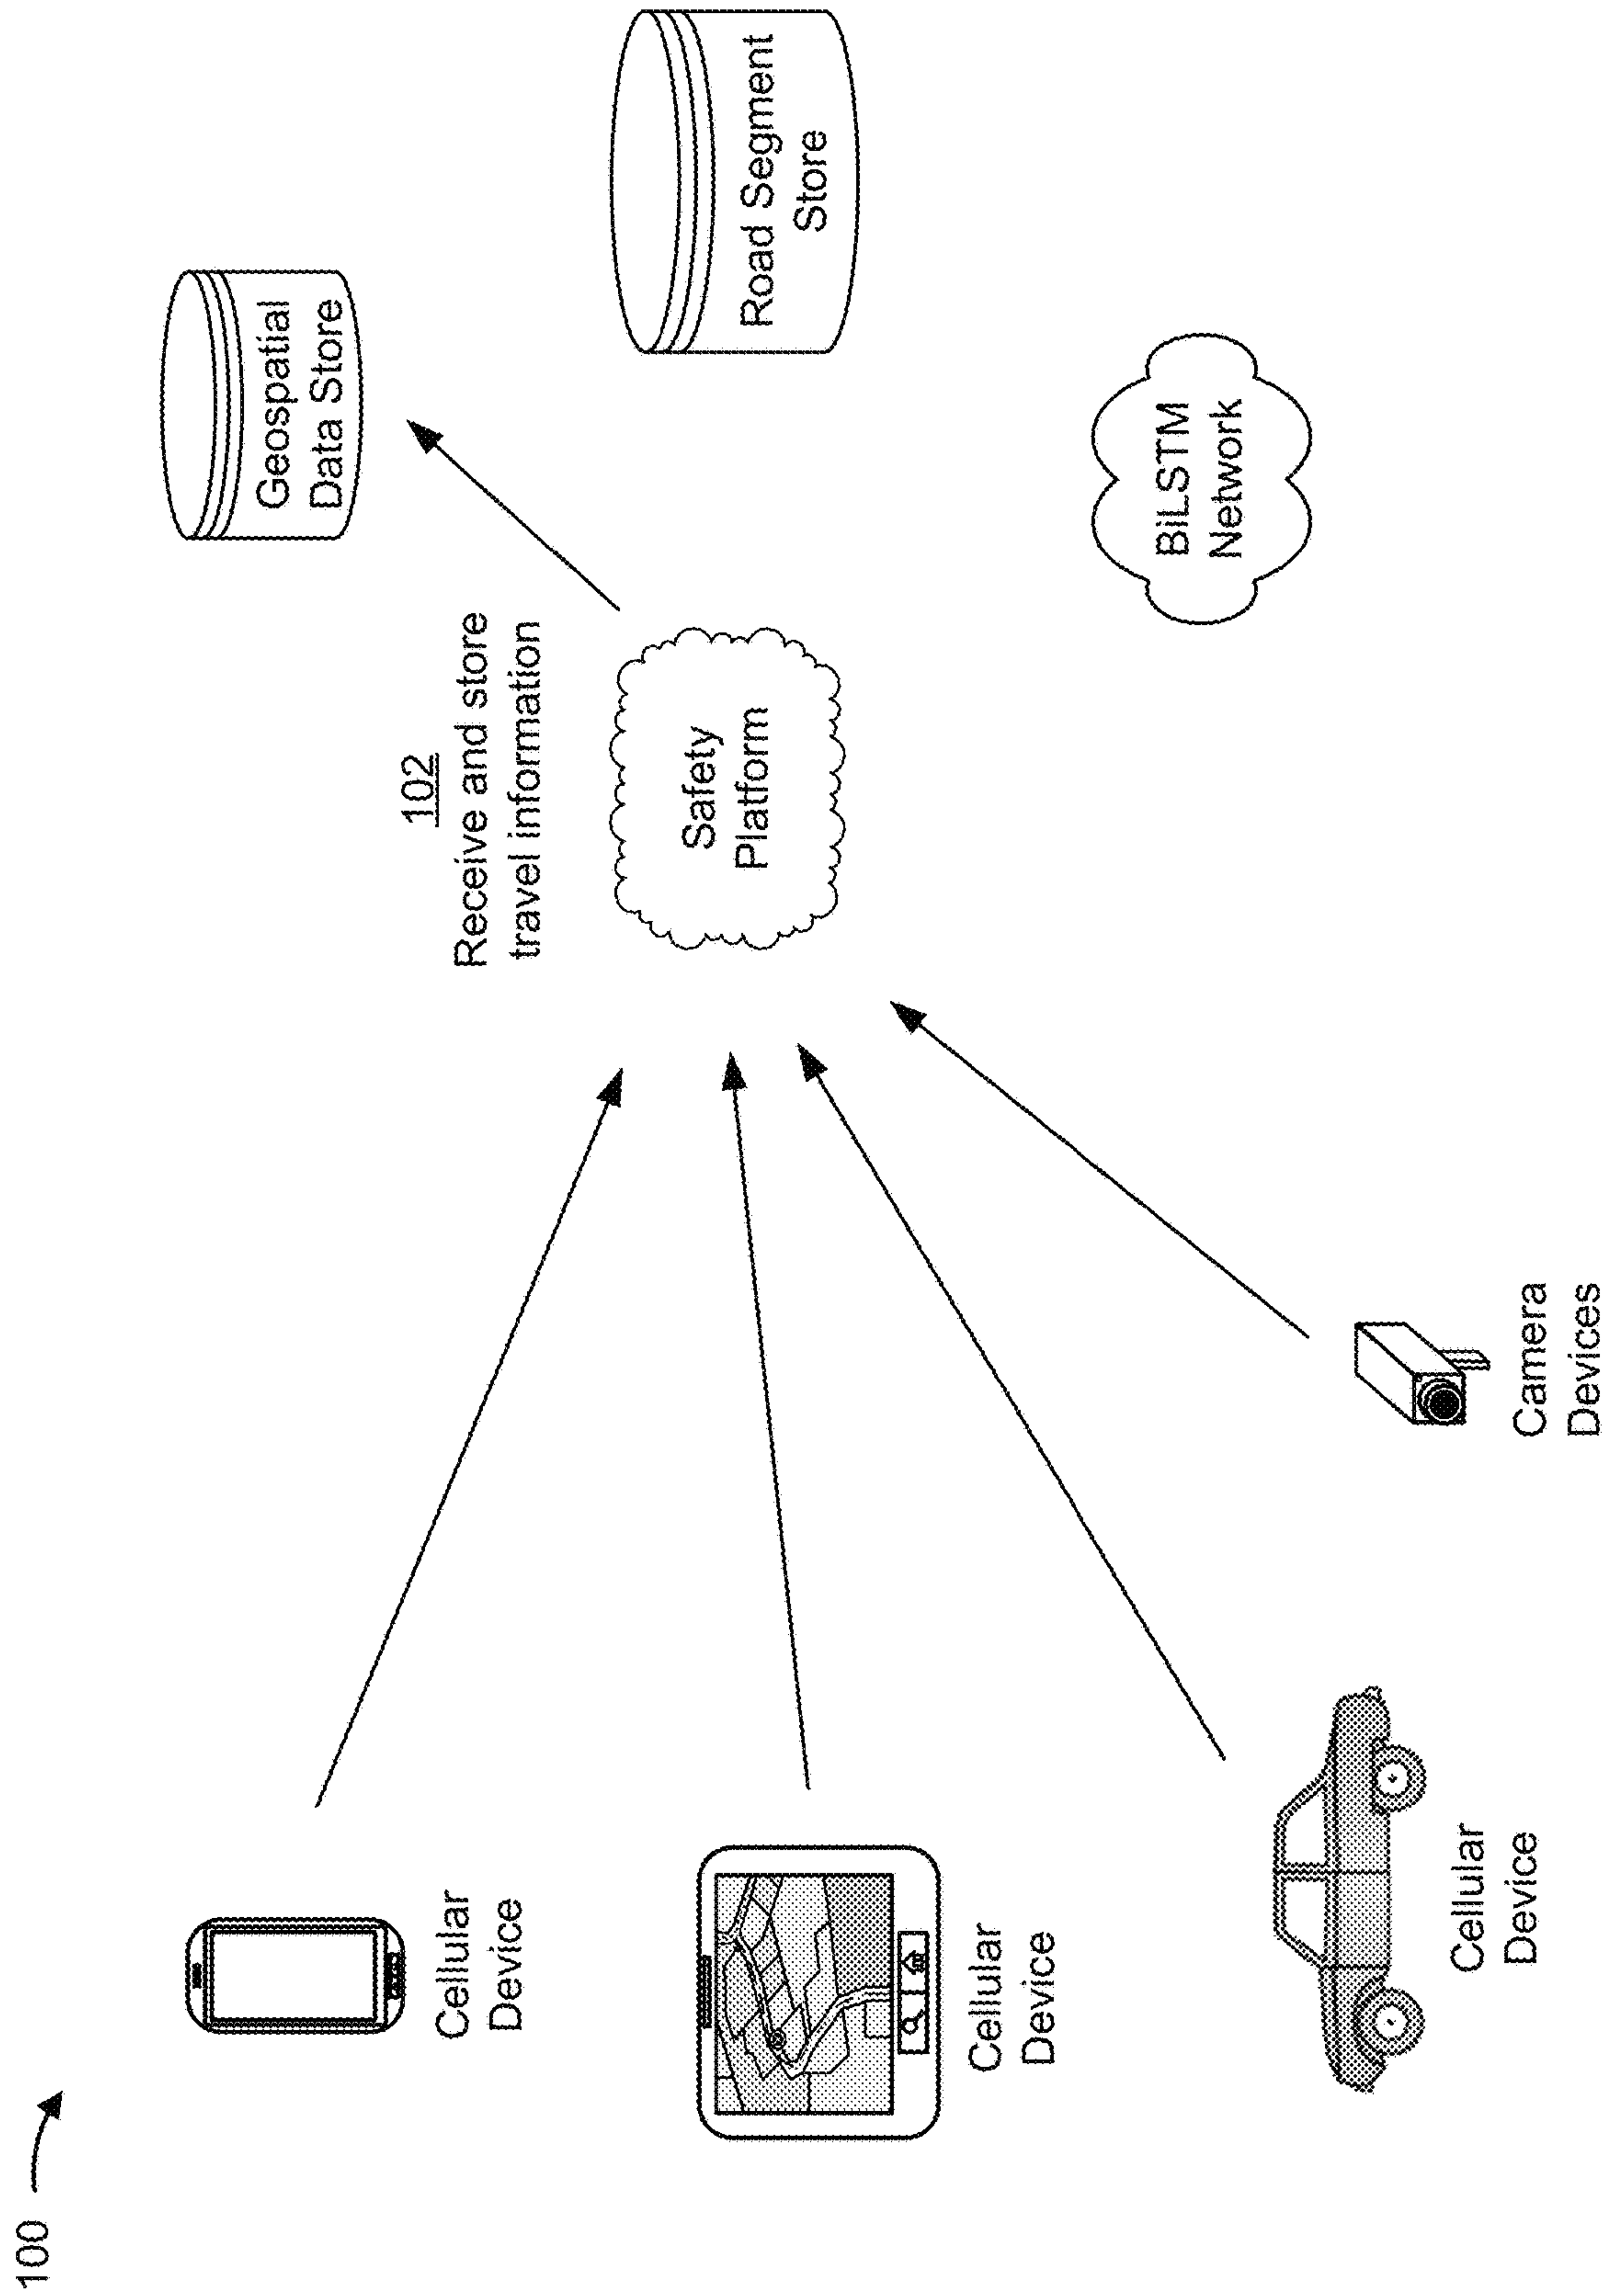 100
102
Receive and store
travel information
Geospatial
Data Store
Cellular
Device
Safety
Platform
Road Segment
Store
Cellular
Device
BiLSTM
Network
Cellular
Device
Camera
Devices